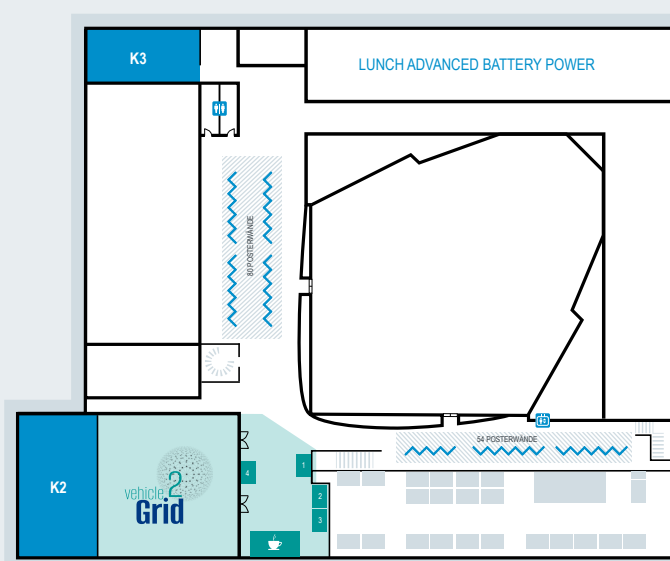 K3
LUNCH ADVANCED BATTERY POWER
80 POSTERWÄNDE
54 POSTERWÄNDE
K2
vehicle 2
Grid
4
1
2
3